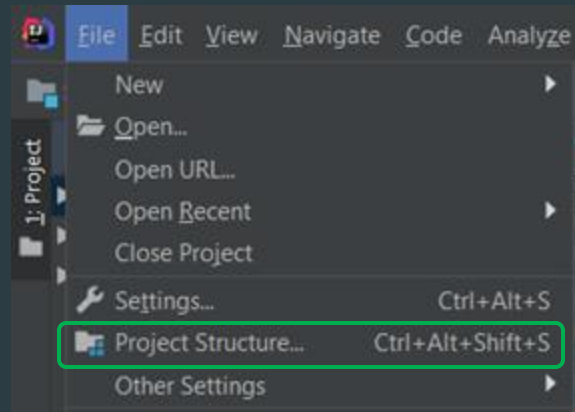 IJ
File Edit View Navigate Code Analyze
New
Open...
Open URL...
Open Recent
Close Project
Settings... Ctrl+Alt+S
Project Structure... Ctrl+Alt+Shift+S
Other Settings
1: Project